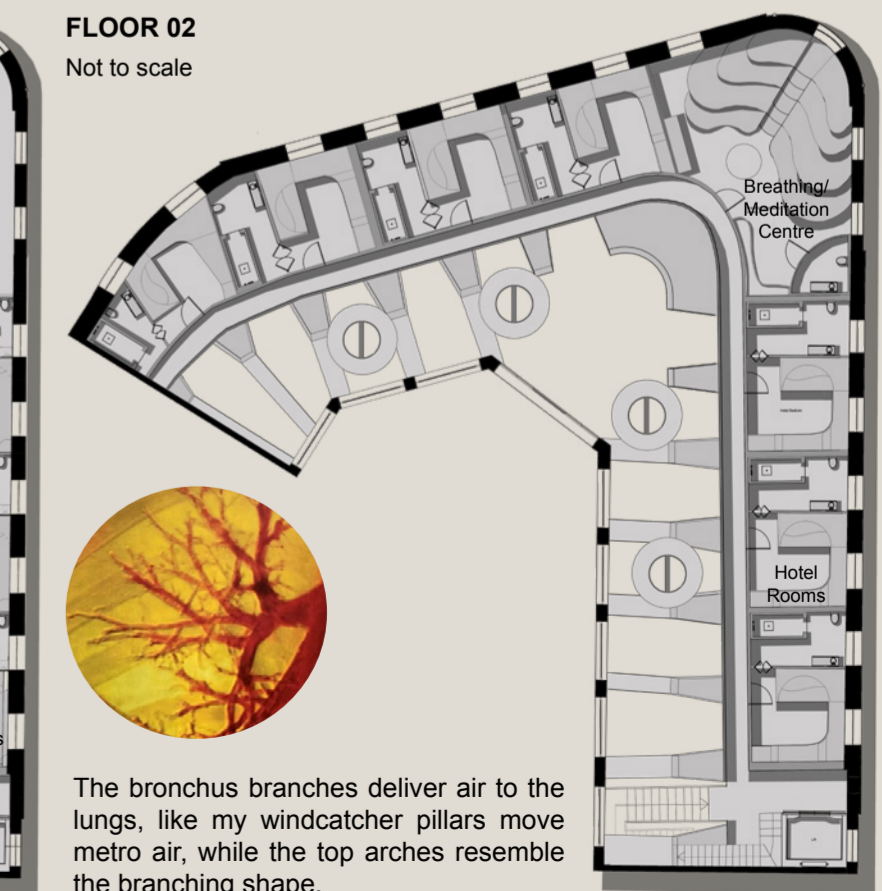 FLOOR 02
Not to scale
Breathing/
Meditation
Centre
Hotel
Rooms
The bronchus branches deliver air to the
lungs, like my windcatcher pillars move
metro air, while the top arches resemble
the branching shape.